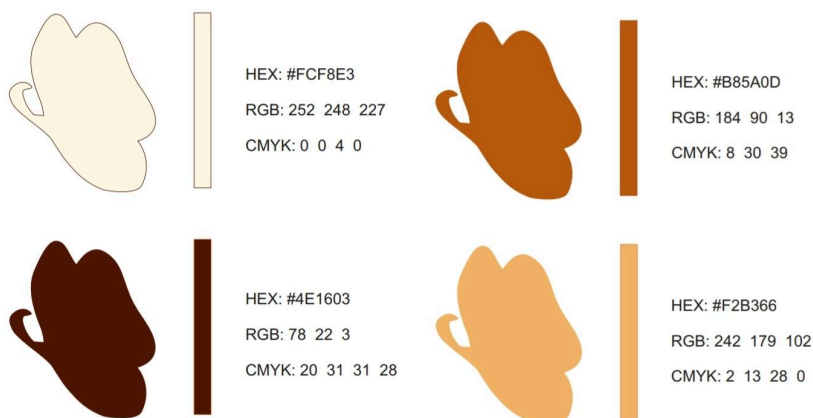 HEX: #FCF8E3
RGB: 252 248 227
CMYK: 0 0 4 0
HEX: #B85A0D
RGB: 184 90 13
CMYK: 8 30 39
HEX: #4E1603
RGB: 78 22 3
CMYK: 20 31 31 28
HEX: #F2B366
RGB: 242 179 102
CMYK: 2 13 28 0